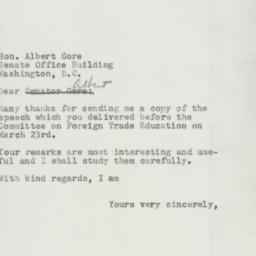 Hon. Albert Gore
Senate Office Building
Washington, D.C.
Albert
Dear Senator Gore:
Many thanks for sending me a copy of the
speech which you delivered before the
Committee on Foreign Trade Education on
March 23rd.
Your remarks are most interesting and use-
ful and I shall study them carefully.
With kind regards, I am
Yours very sincerely,